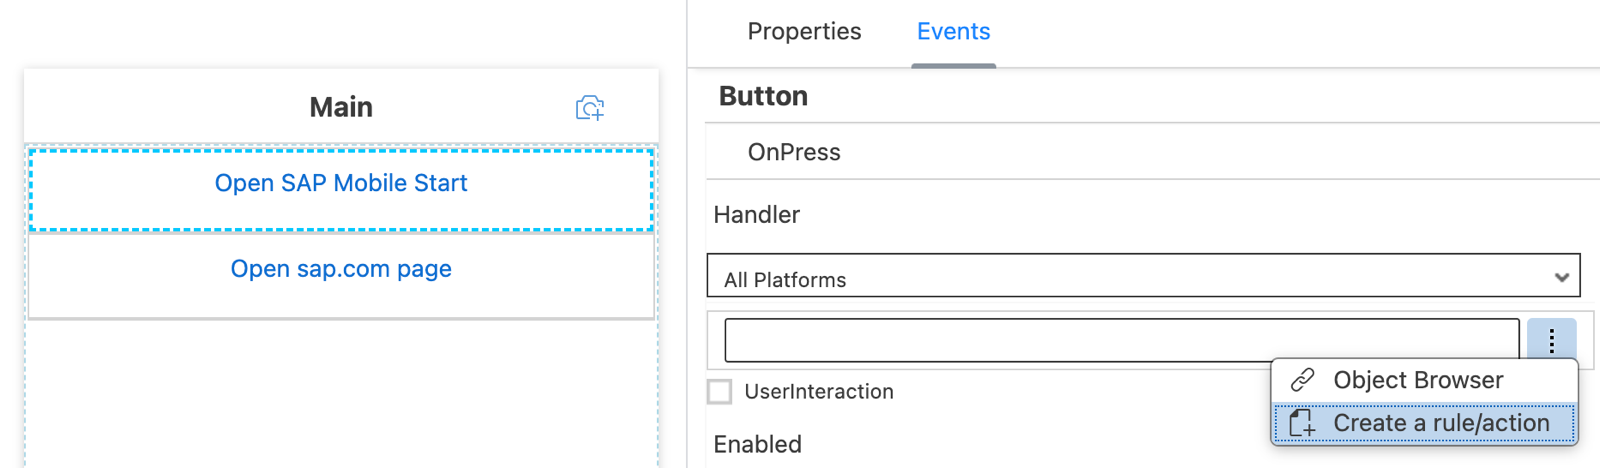 Main
Open SAP Mobile Start
Open sap.com page
Properties
Events
Button
OnPress
Handler
All Platforms
UserInteraction
Object Browser
Create a rule/action
Enabled